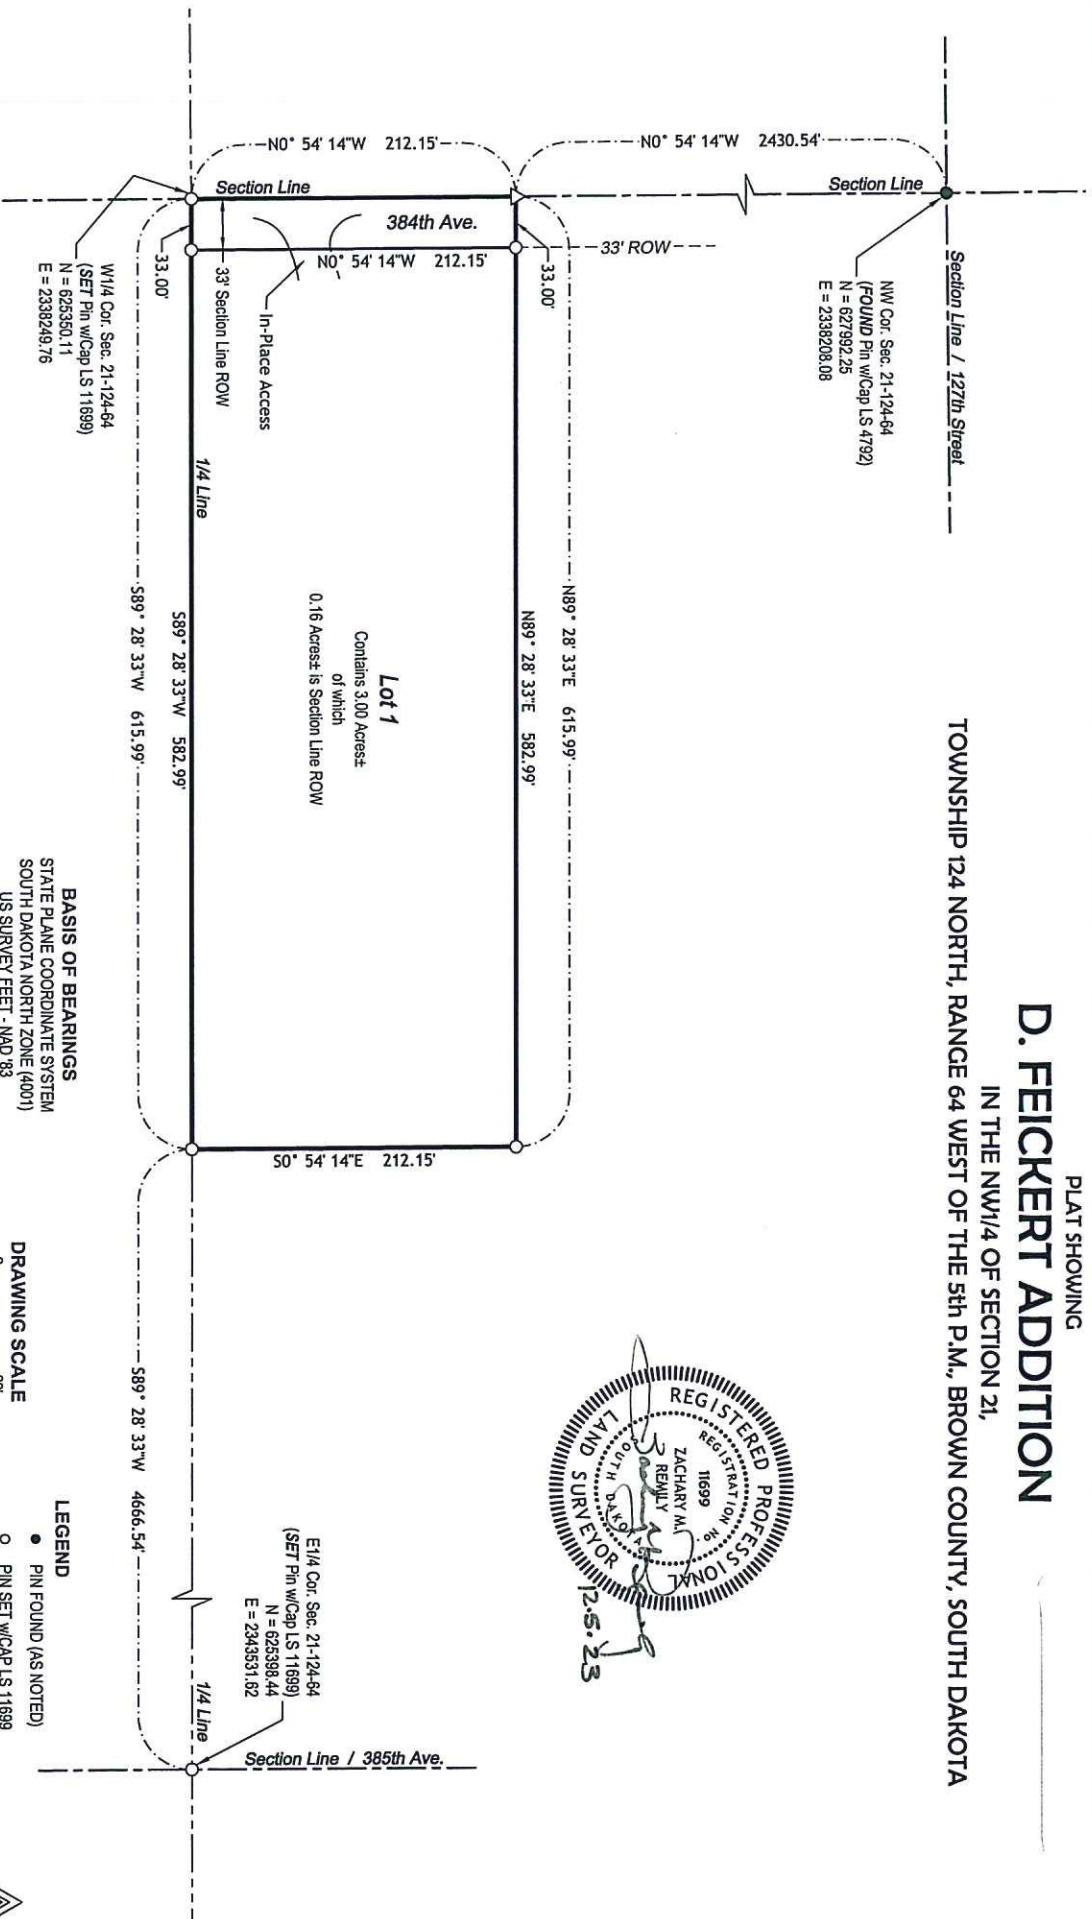 PLAT SHOWING
D. FEICKERT ADDITION
IN THE NW1/4 OF SECTION 21,
TOWNSHIP 124 NORTH, RANGE 64 WEST OF THE 5th P.M., BROWN COUNTY, SOUTH DAKOTA
Section Line / 127th Street
NW Cor. Sec. 21-124-64
(FOUND Pin w/Cap LS 4792)
N = 627992.25
E = 2338208.08
Section Line
N0° 54' 14"W 2430.54'
33' ROW
N0° 54' 14"W 212.15'
Section Line
384th Ave.
N0° 54' 14"W 212.15'
33.00'
N89° 28' 33"E 615.99'
N89° 28' 33"E 582.99'
Lot 1
Contains 3.00 Acres±
of which
0.16 Acres± is Section Line ROW
In-Place Access
33' Section Line ROW
1/4 Line
33.00'
S89° 28' 33"W 582.99'
S89° 28' 33"W 615.99'
S0° 54' 14"E 212.15'
W1/4 Cor. Sec. 21-124-64
(SET Pin w/Cap LS 11699)
N = 625350.11
E = 2338249.76
REGISTERED PROFESSIONAL
LAND SURVEYOR
REGISTRATION No.
11699
ZACHARY M.
REMILY
SOUTH DAKOTA
12.5.23
E1/4 Cor. Sec. 21-124-64
(SET Pin w/Cap LS 11699)
N = 625398.44
E = 2343531.62
1/4 Line
Section Line / 385th Ave.
S89° 28' 33"W 4666.54'
BASIS OF BEARINGS
STATE PLANE COORDINATE SYSTEM
SOUTH DAKOTA NORTH ZONE (4001)
US SURVEY FEET - NAD '83
DRAWING SCALE
LEGEND
PIN FOUND (AS NOTED)
PIN SET w/CAP LS 11699